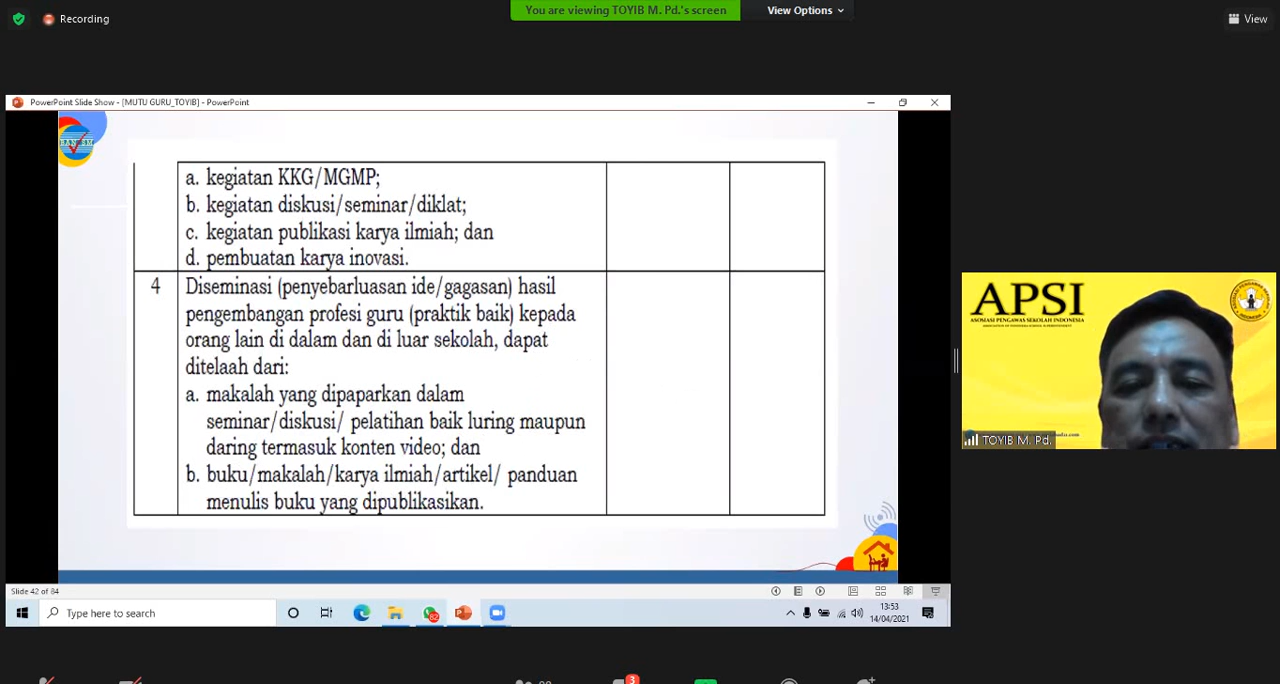 You are viewing TOYIB M. Pd.'s screen
View Options
Recording
View
PowerPoint Slide Show - [MUTU GURU_TOYIB] - PowerPoint
a. kegiatan KKG/MGMP;
b. kegiatan diskusi/seminar/diklat;
c. kegiatan publikasi karya ilmiah; dan
d. pembuatan karya inovasi.
4 Diseminasi (penyebarluasan ide/gagasan) hasil
pengembangan profesi guru (praktik baik) kepada
orang lain di dalam dan di luar sekolah, dapat
ditelaah dari:
a. makalah yang dipaparkan dalam
seminar/diskusi/ pelatihan baik luring maupun
daring termasuk konten video; dan
b. buku/makalah/karya ilmiah/artikel/ panduan
menulis buku yang dipublikasikan.
APSI
ASOSIASI PENGAWAS SEKOLAH INDONESIA
TOYIB M. Pd.
Slide 42 of 84
Type here to search
13:53
14/04/2021
3